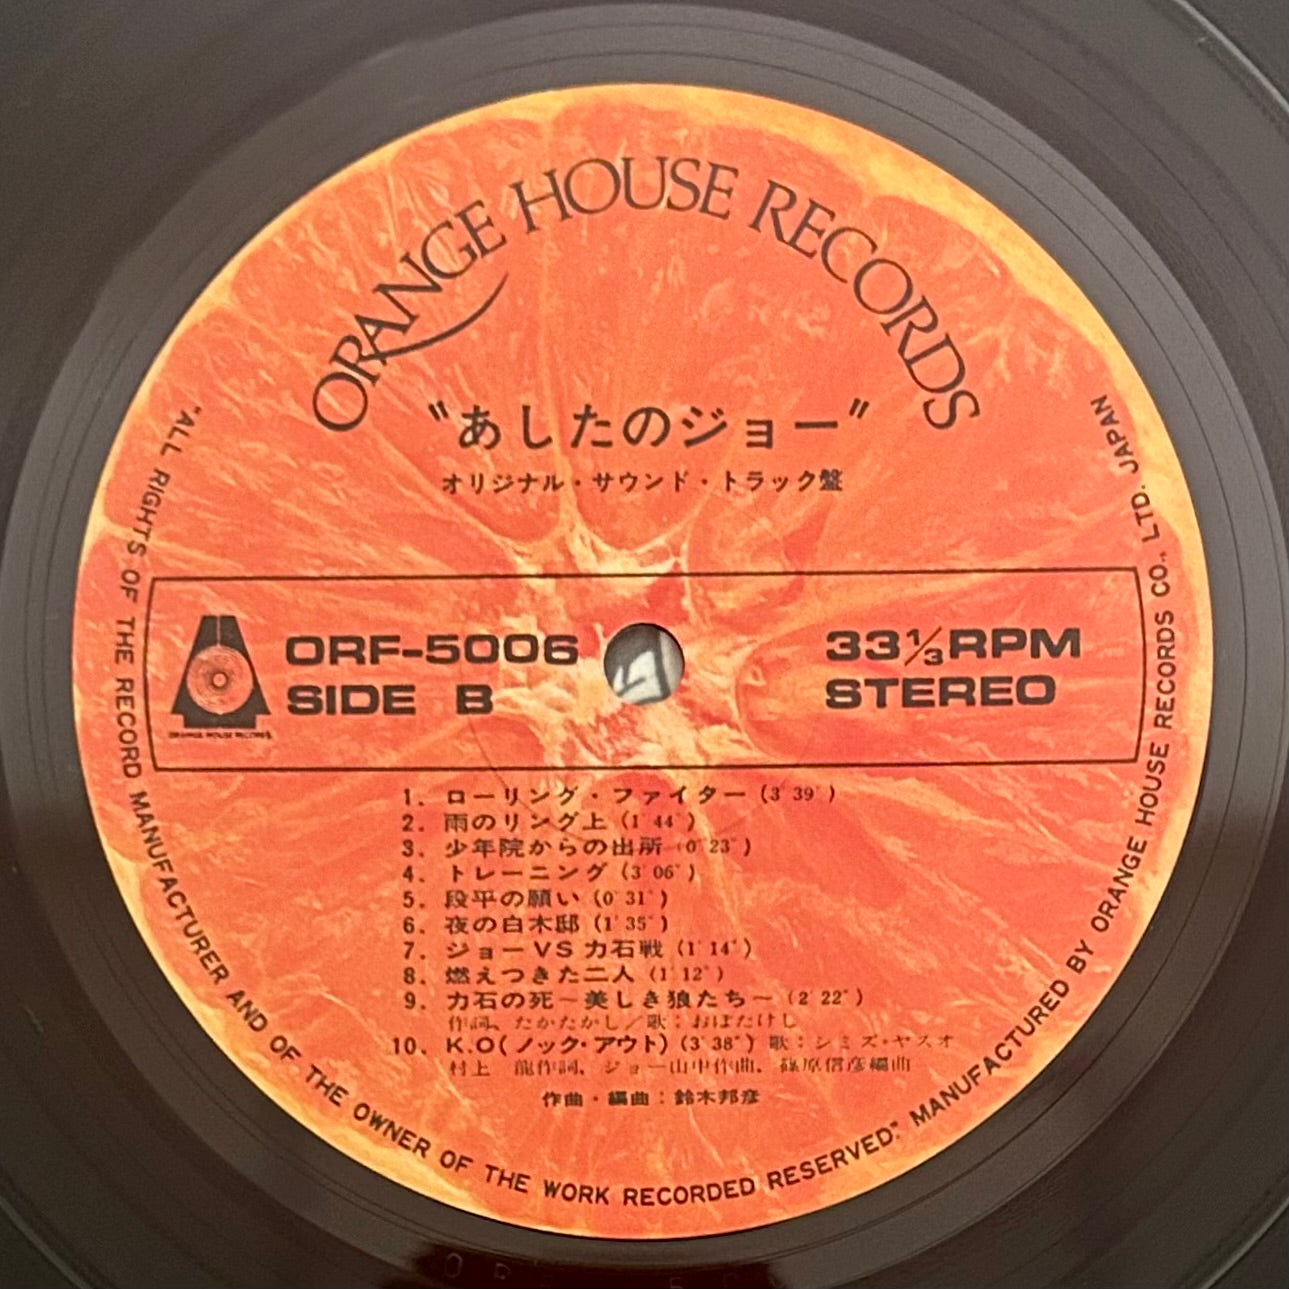 ORANGE HOUSE RECORDS
"あしたのジョー"
オリジナル・サウンド・トラック盤
ORF-5006
SIDE B
ORANGE HOUSE RECORDS
33⅓RPM
STEREO
1. ローリング・ファイター (3'39")
2. 雨のリング上 (1'44")
3. 少年院からの出所 (0'23")
4. トレーニング (3'06")
5. 段平の願い (0'31")
6. 夜の白木邸 (1'35")
7. ジョーVS力石戦 (1'14")
8. 燃えつきた二人 (1'12")
9. 力石の死~美しき狼たち~ (2'22")
作詞、たかたかし/歌:おぼたけし
10. K.O(ノック・アウト) (3'38") 歌:シミズ・ヤスオ
村上 龍作詞、ジョー山中作曲、篠原信彦編曲
作曲・編曲:鈴木邦彦
"ALL RIGHTS OF THE RECORD MANUFACTURER AND OF THE OWNER OF THE WORK RECORDED RESERVED." MANUFACTURED BY ORANGE HOUSE RECORDS CO., LTD. JAPAN